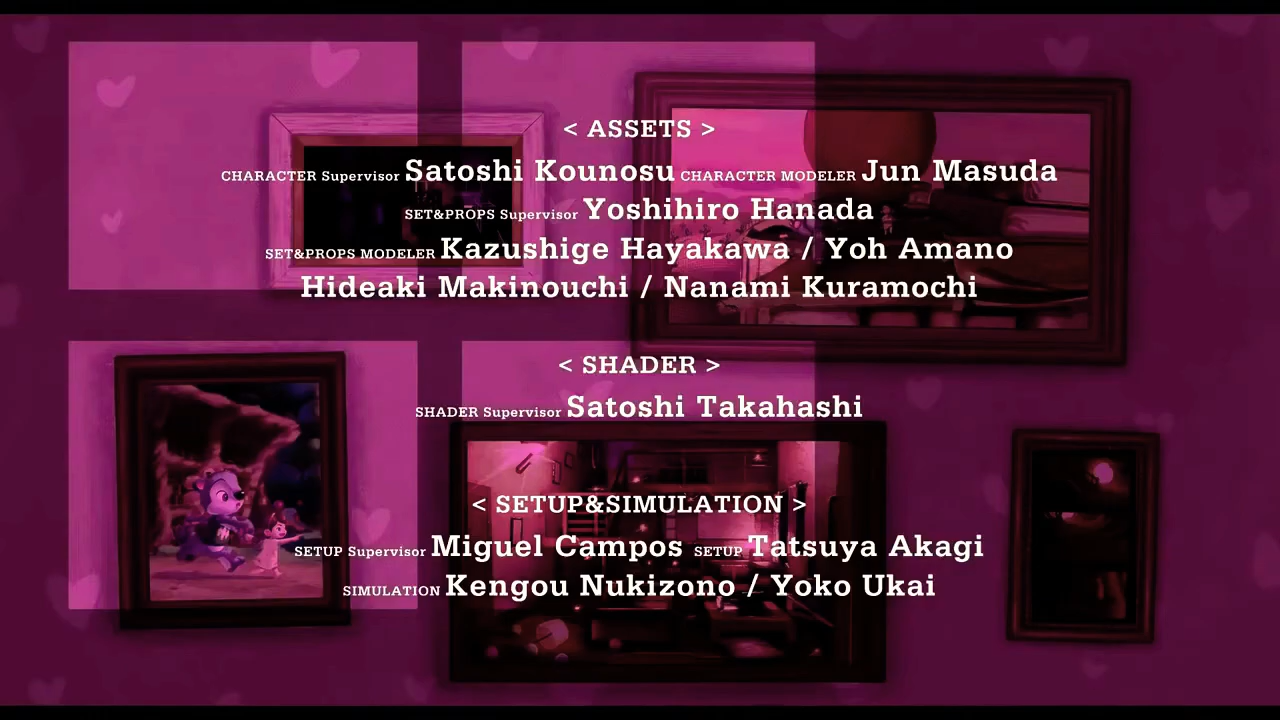 < ASSETS >
CHARACTER Supervisor Satoshi Kounosu CHARACTER MODELER Jun Masuda
SET&PROPS Supervisor Yoshihiro Hanada
SET&PROPS MODELER Kazushige Hayakawa / Yoh Amano
Hideaki Makinouchi / Nanami Kuramochi
< SHADER >
SHADER Supervisor Satoshi Takahashi
< SETUP&SIMULATION >
SETUP Supervisor Miguel Campos SETUP Tatsuya Akagi
SIMULATION Kengou Nukizono / Yoko Ukai